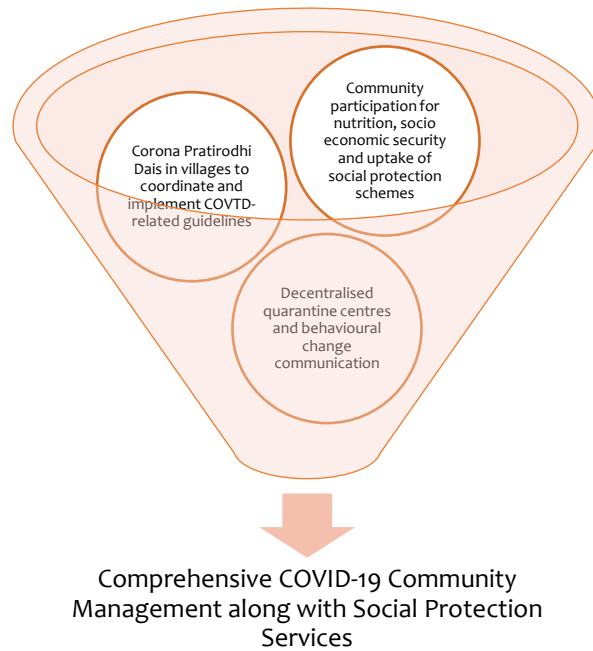 Community
participation for
nutrition, socio
economic security
and uptake of
social protection
schemes
Corona Pratirodhi
Dais in villages to
coordinate and
implement COVTD-
related guidelines
Decentralised
quarantine centres
and behavioural
change
communication
Comprehensive COVID-19 Community
Management along with Social Protection
Services